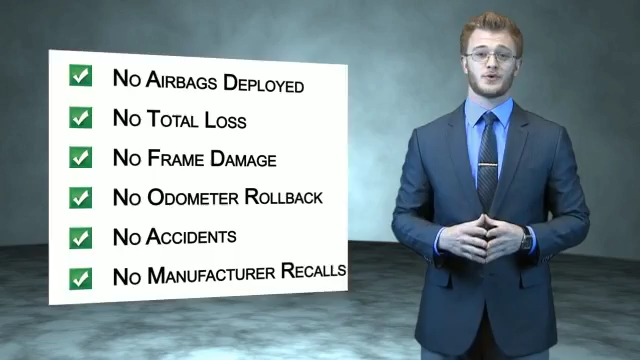 No Airbags Deployed
No Total Loss
No Frame Damage
No Odometer Rollback
No Accidents
No Manufacturer Recalls